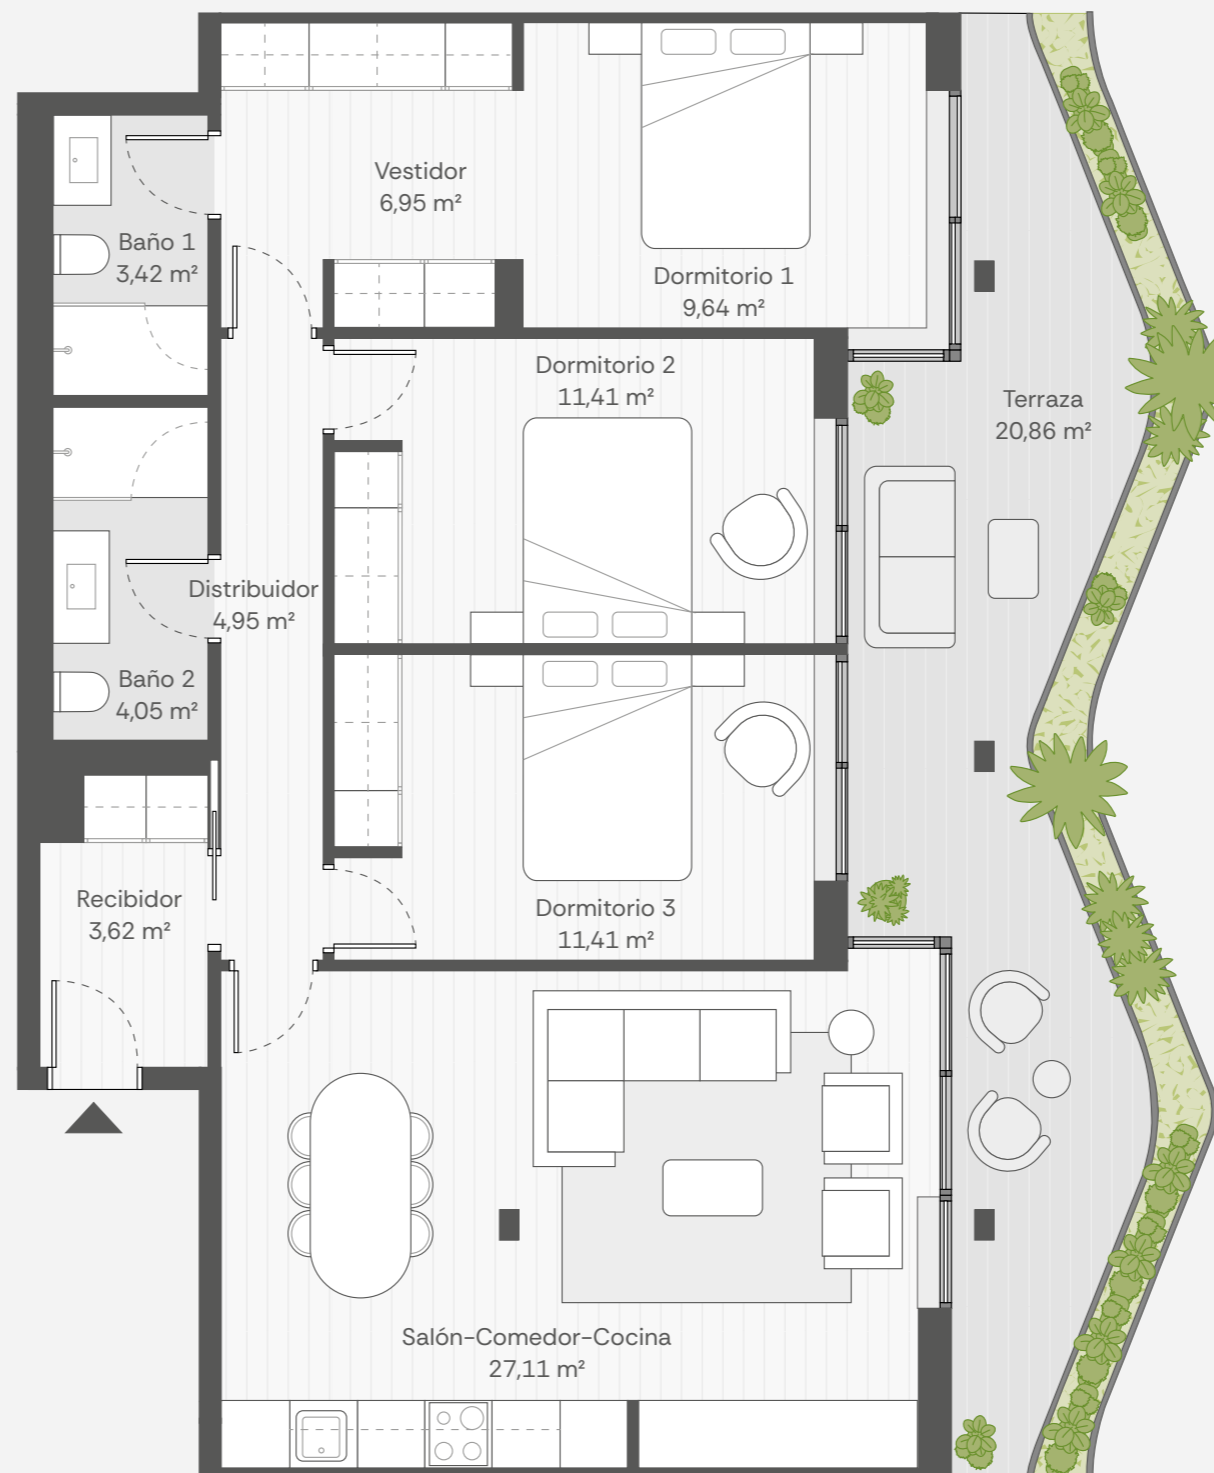 Vestidor
6,95 m²
Baño 1
3,42 m²
Dormitorio 1
9,64 m²
Dormitorio 2
11,41 m²
Terraza
20,86 m²
Distribuidor
4,95 m²
Baño 2
4,05 m²
Recibidor
3,62 m²
Dormitorio 3
11,41 m²
Salón-Comedor-Cocina
27,11 m²